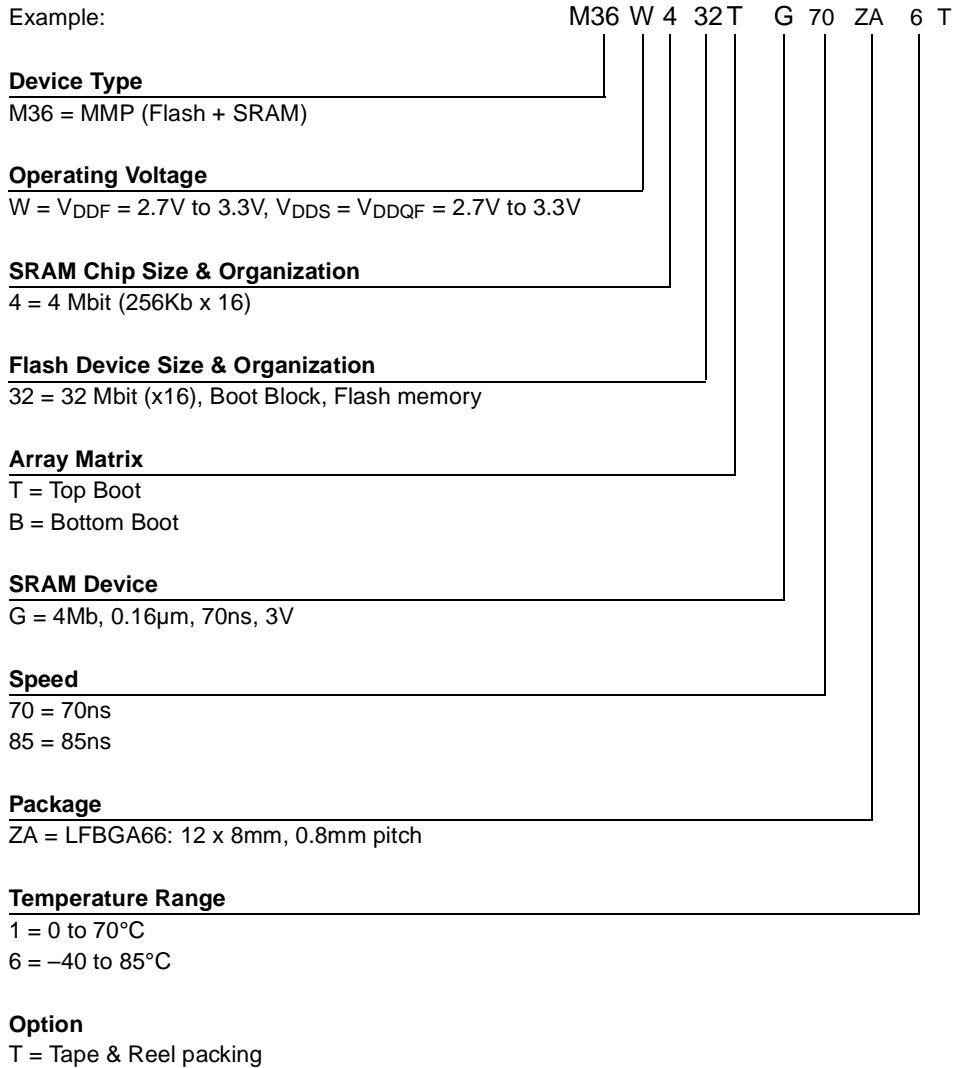 Example: M36 W 4 32 T G 70 ZA 6 T
Device Type
M36 = MMP (Flash + SRAM)
Operating Voltage
W = VDDF = 2.7V to 3.3V, VDDS = VDDQF = 2.7V to 3.3V
SRAM Chip Size & Organization
4 = 4 Mbit (256Kb x 16)
Flash Device Size & Organization
32 = 32 Mbit (x16), Boot Block, Flash memory
Array Matrix
T = Top Boot
B = Bottom Boot
SRAM Device
G = 4Mb, 0.16µm, 70ns, 3V
Speed
70 = 70ns
85 = 85ns
Package
ZA = LFBGA66: 12 x 8mm, 0.8mm pitch
Temperature Range
1 = 0 to 70°C
6 = –40 to 85°C
Option
T = Tape & Reel packing